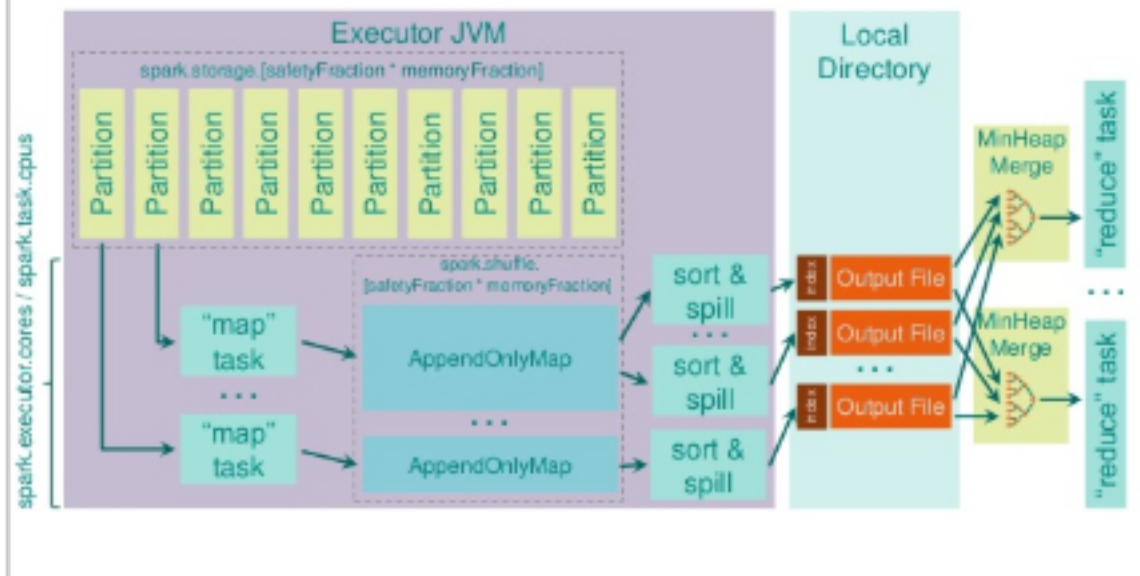 Executor JVM
spark.storage.[safetyFraction * memoryFraction]
Partition
Partition
Partition
Partition
Partition
Partition
Partition
Partition
Partition
Partition
spark.executor.cores / spark.task.cpus
"map"
task
...
"map"
task
spark.shuffle.
[safetyFraction * memoryFraction]
AppendOnlyMap
...
AppendOnlyMap
sort &
spill
...
sort &
spill
sort &
spill
Local
Directory
index
Output File
index
Output File
...
index
Output File
MinHeap
Merge
MinHeap
Merge
"reduce" task
...
"reduce" task